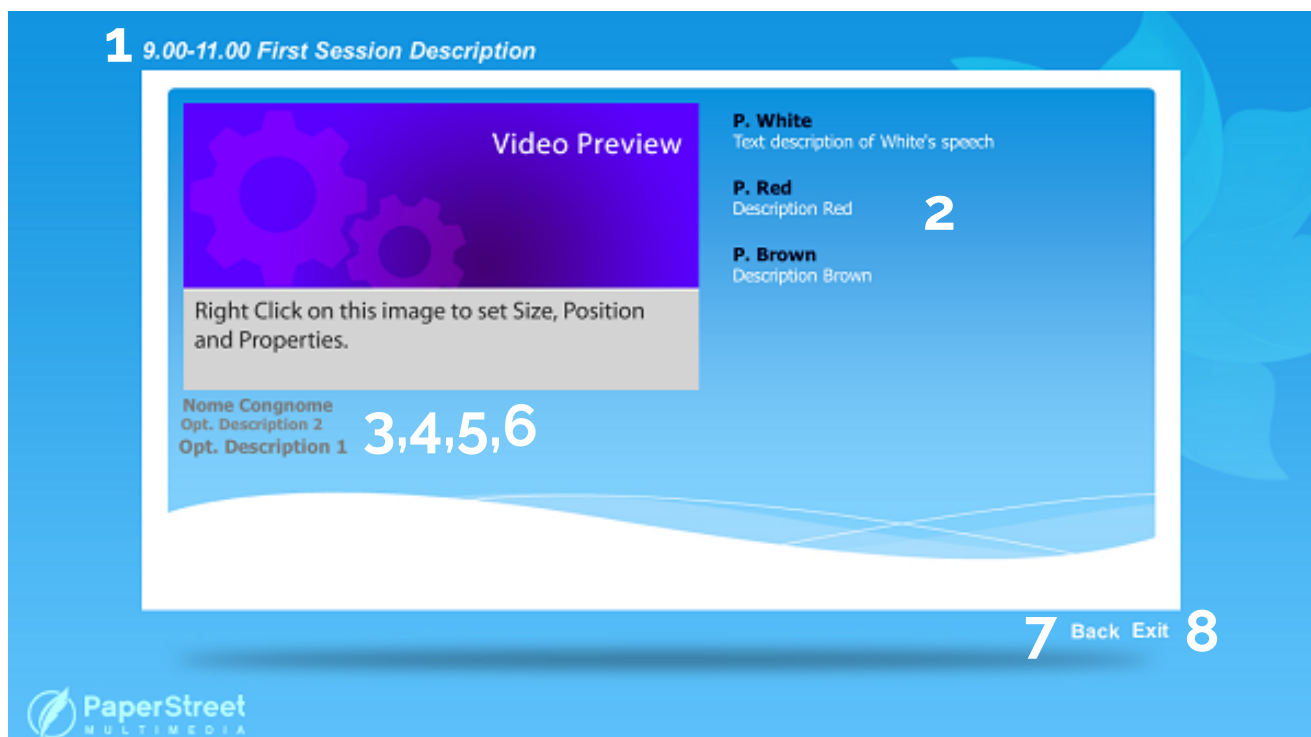 1 9.00-11.00 First Session Description
Video Preview
Right Click on this image to set Size, Position
and Properties.
P. White
Text description of White's speech
P. Red
Description Red
2
P. Brown
Description Brown
Nome Congnome
Opt. Description 2
Opt. Description 1
3,4,5,6
7 Back Exit 8
PaperStreet
MULTIMEDIA